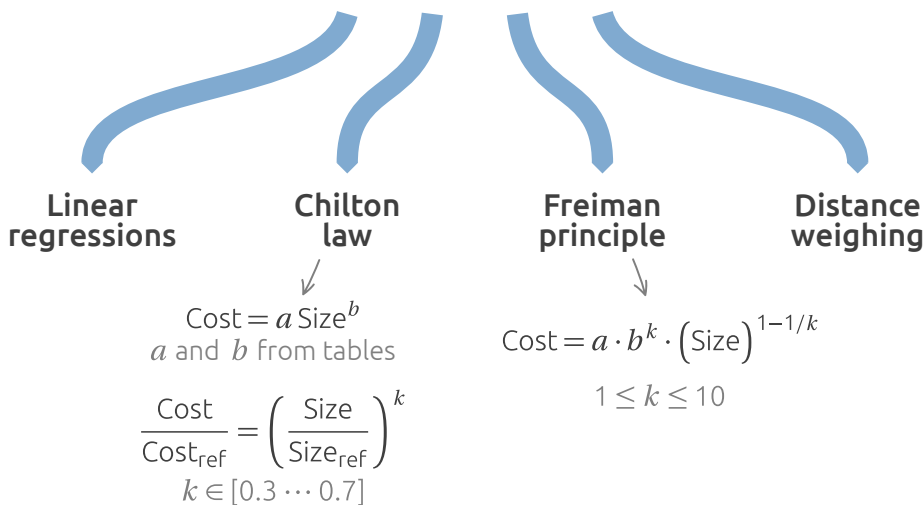 Linear
regressions
Chilton
law
Freiman
principle
Distance
weighing
Cost = a Size^b
a and b from tables
Cost/Cost_ref = (Size/Size_ref)^k
k ∈ [0.3 ⋯ 0.7]
Cost = a · b^k · (Size)^{1−1/k}
1 ≤ k ≤ 10